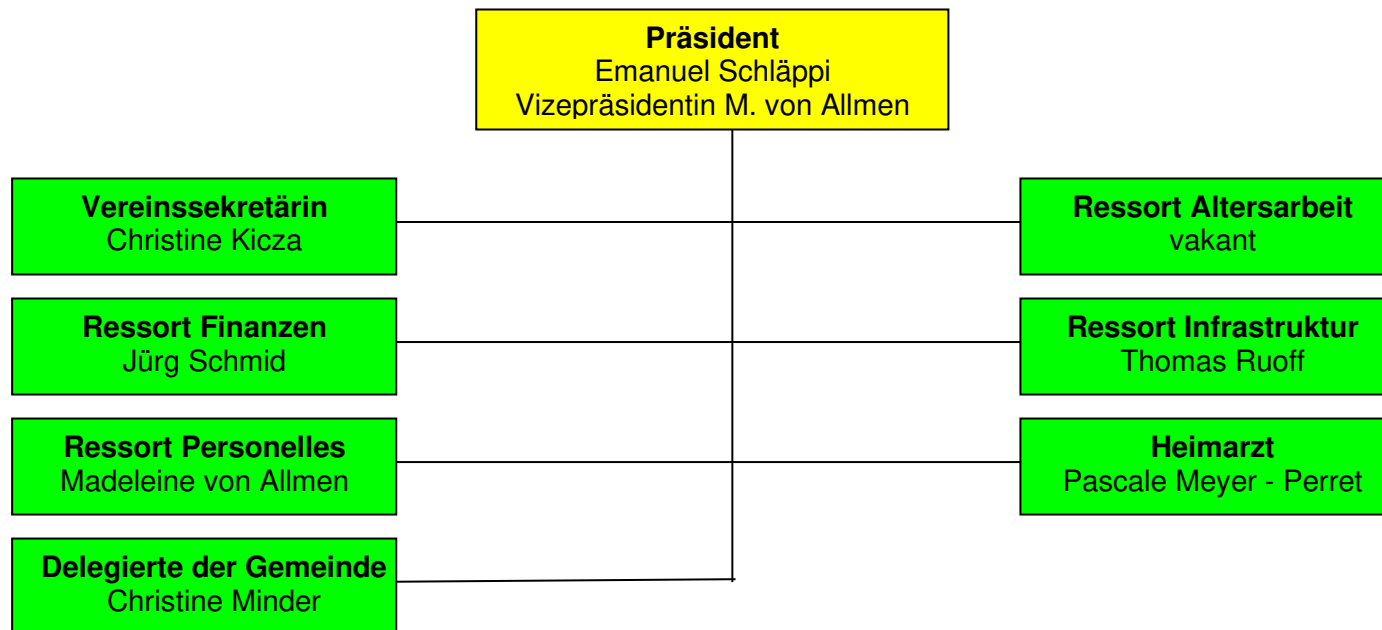 Präsident
Emanuel Schläppi
Vizepräsidentin M. von Allmen
Vereinssekretärin
Christine Kicza
Ressort Altersarbeit
vakant
Ressort Finanzen
Jürg Schmid
Ressort Infrastruktur
Thomas Ruoff
Ressort Personelles
Madeleine von Allmen
Heimarzt
Pascale Meyer - Perret
Delegierte der Gemeinde
Christine Minder